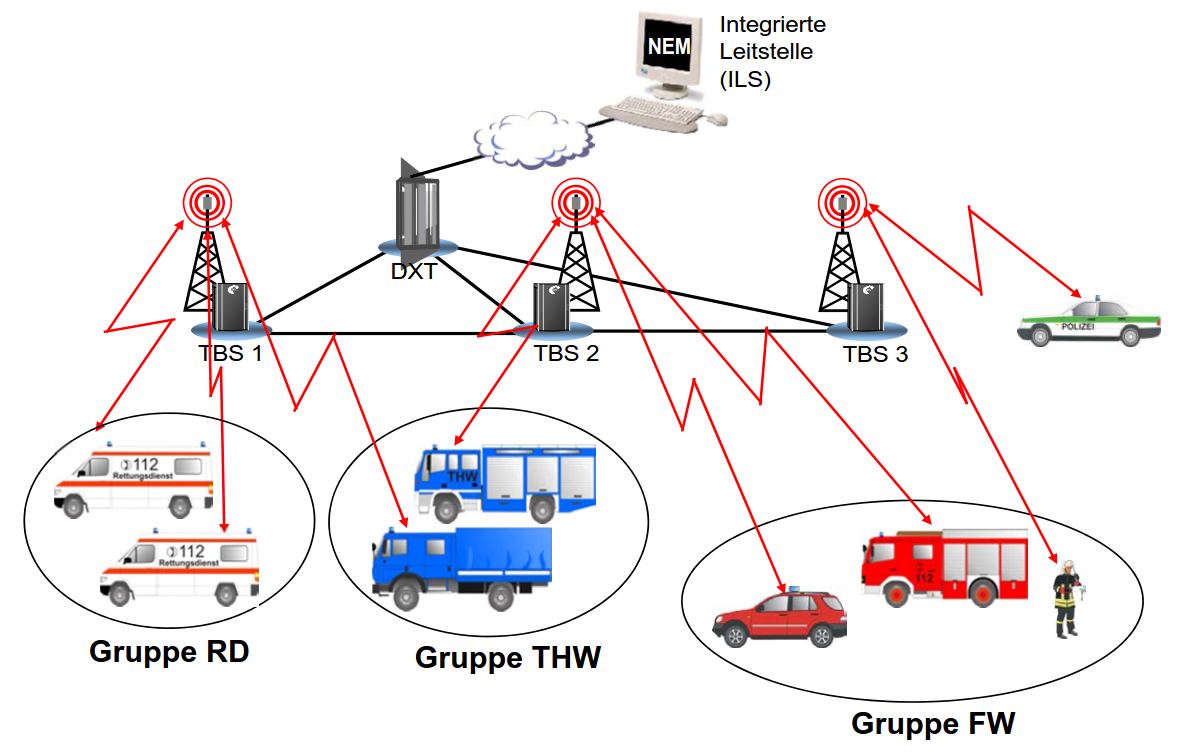 NEM
Integrierte
Leitstelle
(ILS)
DXT
TBS 1
TBS 2
TBS 3
POLIZEI
112
Rettungsdienst
112
Rettungsdienst
THW
112
Gruppe RD
Gruppe THW
Gruppe FW